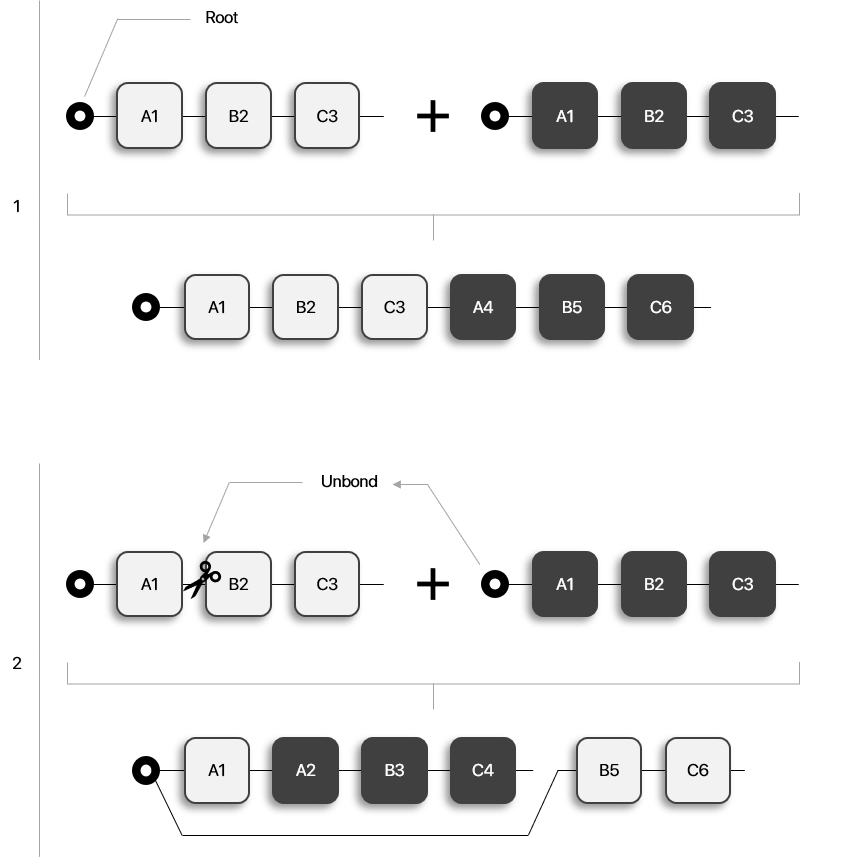 Root
A1 B2 C3 + A1 B2 C3
1
A1 B2 C3 A4 B5 C6
Unbond
A1 B2 C3 + A1 B2 C3
2
A1 A2 B3 C4 B5 C6